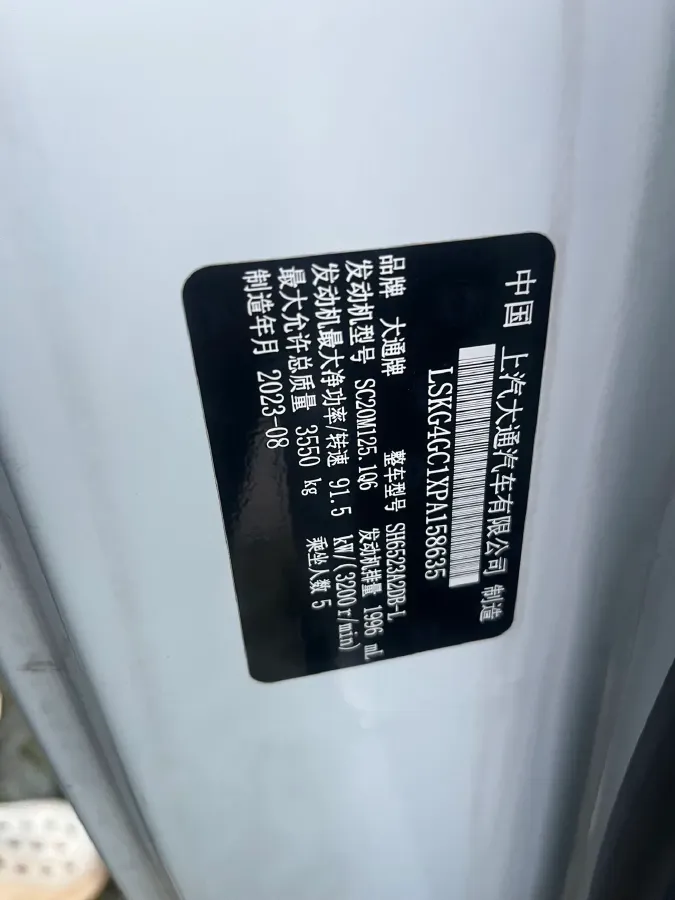 中国 上汽大通汽车有限公司 制造
LSKG4GC1XPA158635
品牌 大通牌 整车型号 SH6523A2DB-L
发动机型号 SC20M125.1Q6 发动机排量 1996 mL
发动机最大净功率/转速 91.5 kW/(3200r/min)
最大允许总质量 3550 kg 乘坐人数 5
制造年月 2023-08